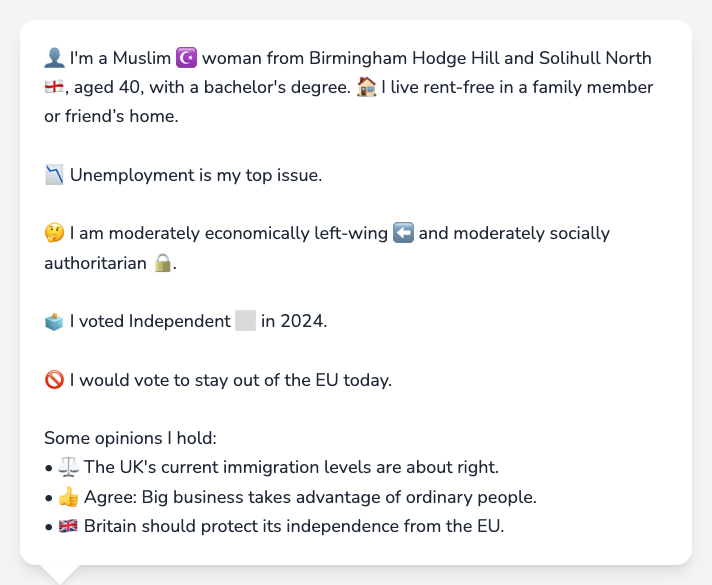 👤 I'm a Muslim ☪️ woman from Birmingham Hodge Hill and Solihull North
🏴󠁧󠁢󠁥󠁮󠁧󠁿, aged 40, with a bachelor's degree. 🏠 I live rent-free in a family member
or friend’s home.
📉 Unemployment is my top issue.
🤔 I am moderately economically left-wing ⬅️ and moderately socially
authoritarian 🔒.
🗳️ I voted Independent ⬜ in 2024.
🚫 I would vote to stay out of the EU today.
Some opinions I hold:
• ⚖️ The UK's current immigration levels are about right.
• 👍 Agree: Big business takes advantage of ordinary people.
• 🇬🇧 Britain should protect its independence from the EU.